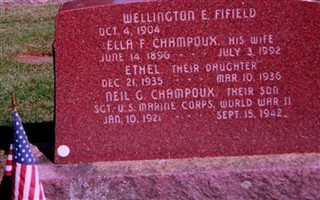 WELLINGTON E. FIFIELD
OCT. 4, 1904
ELLA F. CHAMPOUX, HIS WIFE
JUNE 14, 1896 JULY 3, 1992
ETHEL, THEIR DAUGHTER
DEC. 21, 1935 MAR. 10, 1936
NEIL G. CHAMPOUX, THEIR SON
SGT. U.S. MARINE CORPS, WORLD WAR II
JAN. 10, 1921 SEPT. 15, 1942